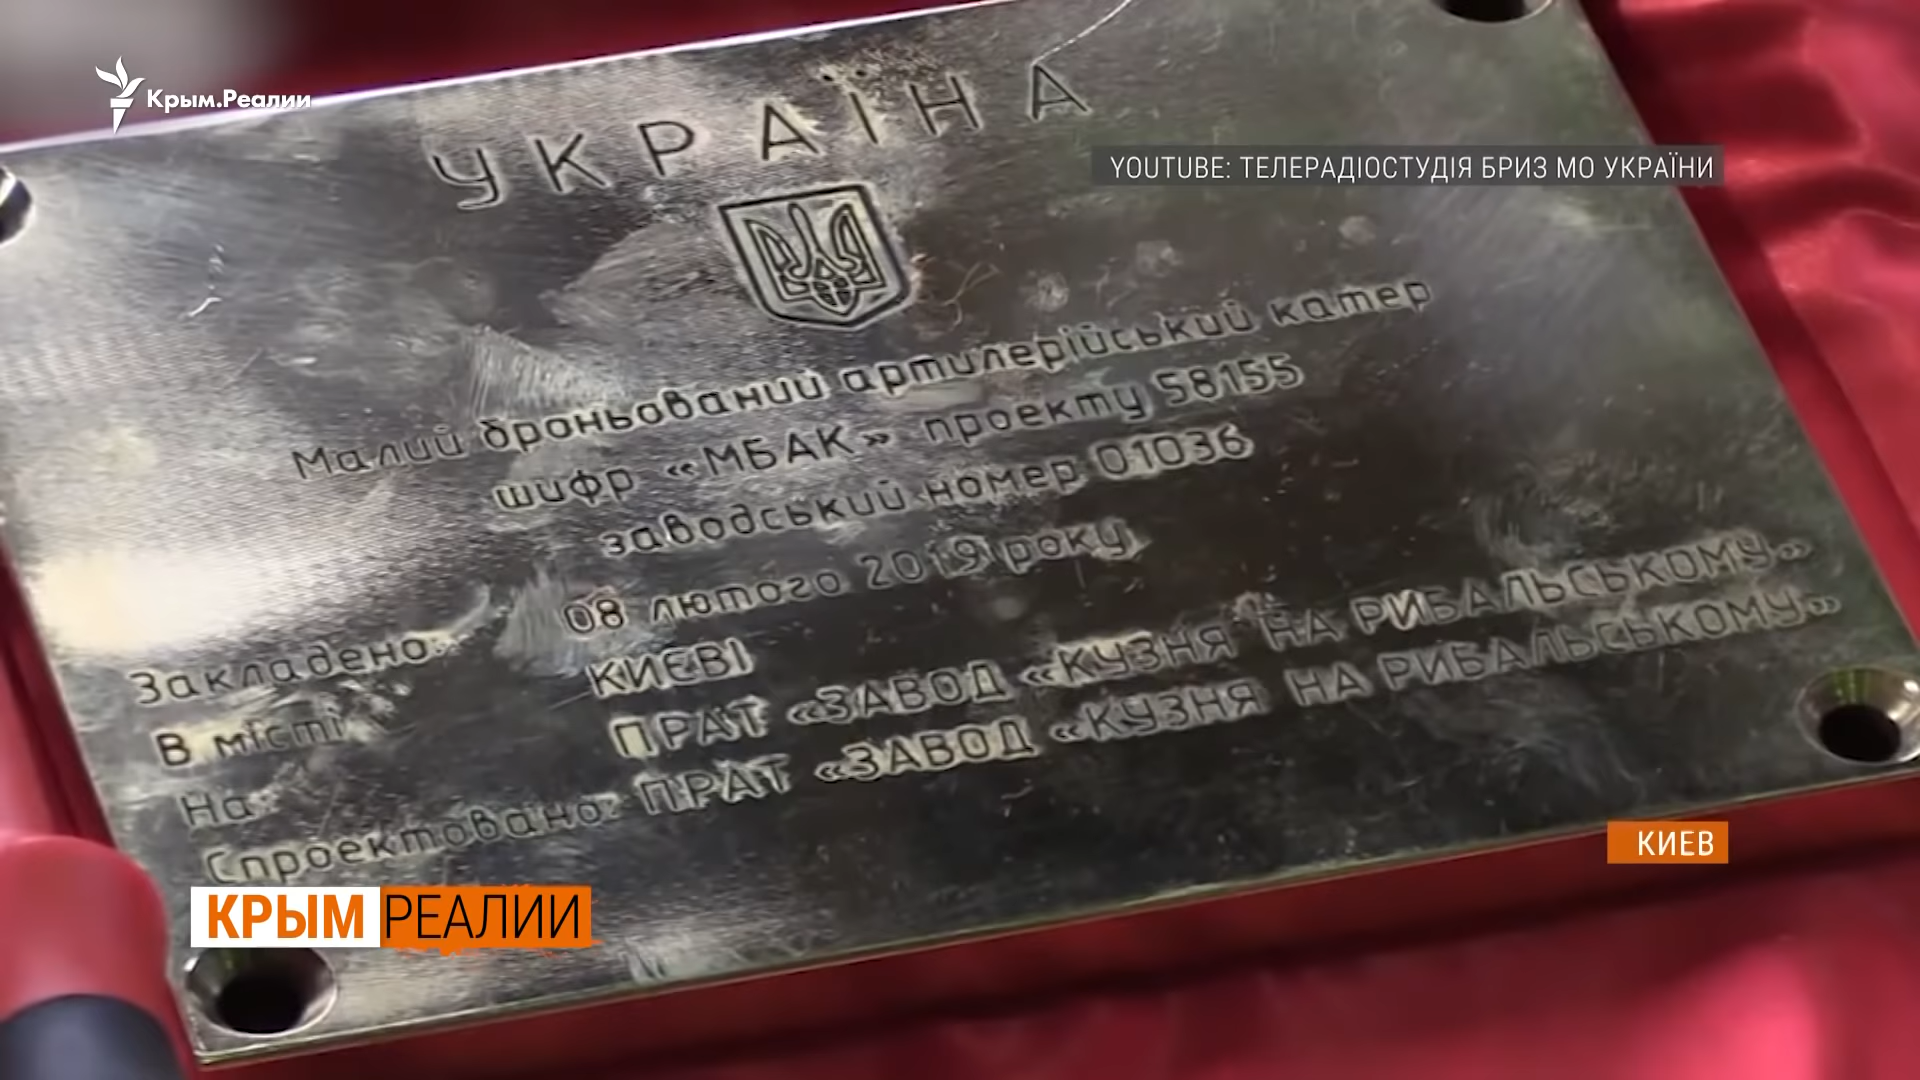 Крым.Реалии
YOUTUBE: ТЕЛЕРАДІОСТУДІЯ БРИЗ МО УКРАЇНИ
УКРАЇНА
Малий броньований артилерійський катер
шифр «МБАК» проекту 58155
заводський номер 01036
Закладено: 08 лютого 2019 року
В місті КИЄВІ
На: ПРАТ «ЗАВОД «КУЗНЯ НА РИБАЛЬСЬКОМУ»
Спроектовано: ПРАТ «ЗАВОД «КУЗНЯ НА РИБАЛЬСЬКОМУ»
КИЕВ
КРЫМ РЕАЛИИ